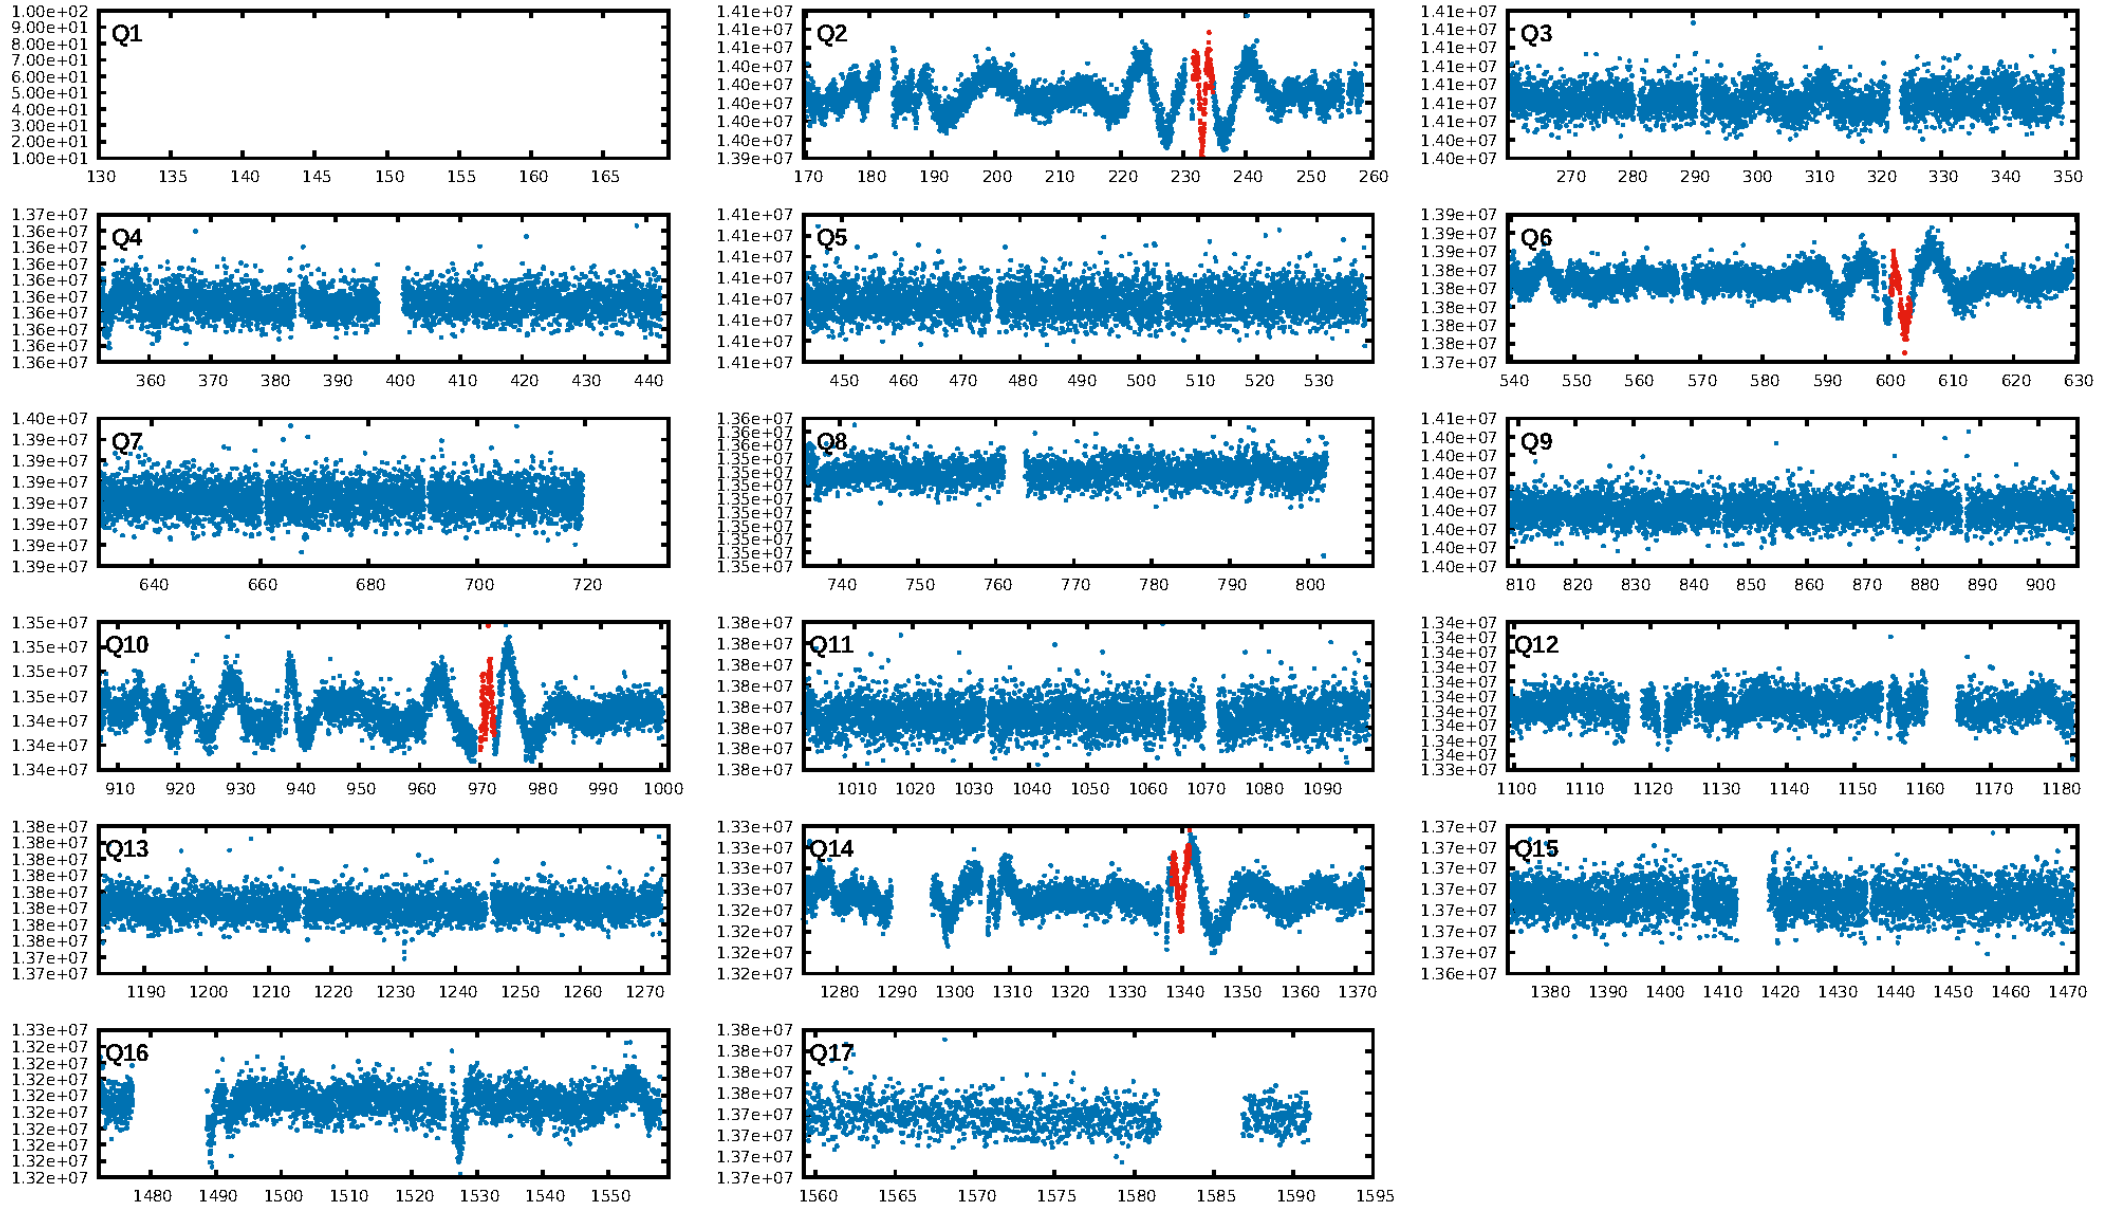 Q1
1.00e+02
9.00e+01
8.00e+01
7.00e+01
6.00e+01
5.00e+01
4.00e+01
3.00e+01
2.00e+01
1.00e+01
130 135 140 145 150 155 160 165
Q2
1.41e+07
1.41e+07
1.41e+07
1.40e+07
1.40e+07
1.40e+07
1.40e+07
1.40e+07
1.39e+07
170 180 190 200 210 220 230 240 250 260
Q3
1.41e+07
1.41e+07
1.41e+07
1.41e+07
1.41e+07
1.41e+07
1.41e+07
1.40e+07
1.40e+07
270 280 290 300 310 320 330 340 350
Q4
1.37e+07
1.36e+07
1.36e+07
1.36e+07
1.36e+07
1.36e+07
1.36e+07
1.36e+07
1.36e+07
1.36e+07
360 370 380 390 400 410 420 430 440
Q5
1.41e+07
1.41e+07
1.41e+07
1.41e+07
1.41e+07
1.41e+07
1.41e+07
1.41e+07
450 460 470 480 490 500 510 520 530
Q6
1.39e+07
1.39e+07
1.39e+07
1.38e+07
1.38e+07
1.38e+07
1.38e+07
1.38e+07
1.37e+07
540 550 560 570 580 590 600 610 620 630
Q7
1.40e+07
1.39e+07
1.39e+07
1.39e+07
1.39e+07
1.39e+07
1.39e+07
1.39e+07
640 660 680 700 720
Q8
1.36e+07
1.36e+07
1.36e+07
1.35e+07
1.35e+07
1.35e+07
1.35e+07
1.35e+07
1.35e+07
1.35e+07
1.35e+07
1.35e+07
740 750 760 770 780 790 800
Q9
1.41e+07
1.40e+07
1.40e+07
1.40e+07
1.40e+07
1.40e+07
1.40e+07
1.40e+07
1.40e+07
810 820 830 840 850 860 870 880 890 900
Q10
1.35e+07
1.35e+07
1.35e+07
1.35e+07
1.34e+07
1.34e+07
1.34e+07
910 920 930 940 950 960 970 980 990 1000
Q11
1.38e+07
1.38e+07
1.38e+07
1.38e+07
1.38e+07
1.38e+07
1.38e+07
1.38e+07
1010 1020 1030 1040 1050 1060 1070 1080 1090
Q12
1.34e+07
1.34e+07
1.34e+07
1.34e+07
1.34e+07
1.34e+07
1.34e+07
1.34e+07
1.34e+07
1.34e+07
1.33e+07
1100 1110 1120 1130 1140 1150 1160 1170 1180
Q13
1.38e+07
1.38e+07
1.38e+07
1.38e+07
1.38e+07
1.38e+07
1.38e+07
1.38e+07
1.37e+07
1.37e+07
1190 1200 1210 1220 1230 1240 1250 1260 1270
Q14
1.33e+07
1.33e+07
1.33e+07
1.33e+07
1.32e+07
1.32e+07
1.32e+07
1.32e+07
1280 1290 1300 1310 1320 1330 1340 1350 1360 1370
Q15
1.37e+07
1.37e+07
1.37e+07
1.37e+07
1.37e+07
1.37e+07
1.37e+07
1.36e+07
1380 1390 1400 1410 1420 1430 1440 1450 1460 1470
Q16
1.33e+07
1.32e+07
1.32e+07
1.32e+07
1.32e+07
1.32e+07
1.32e+07
1.32e+07
1.32e+07
1.32e+07
1480 1490 1500 1510 1520 1530 1540 1550
Q17
1.38e+07
1.38e+07
1.38e+07
1.38e+07
1.37e+07
1.37e+07
1.37e+07
1.37e+07
1560 1565 1570 1575 1580 1585 1590 1595